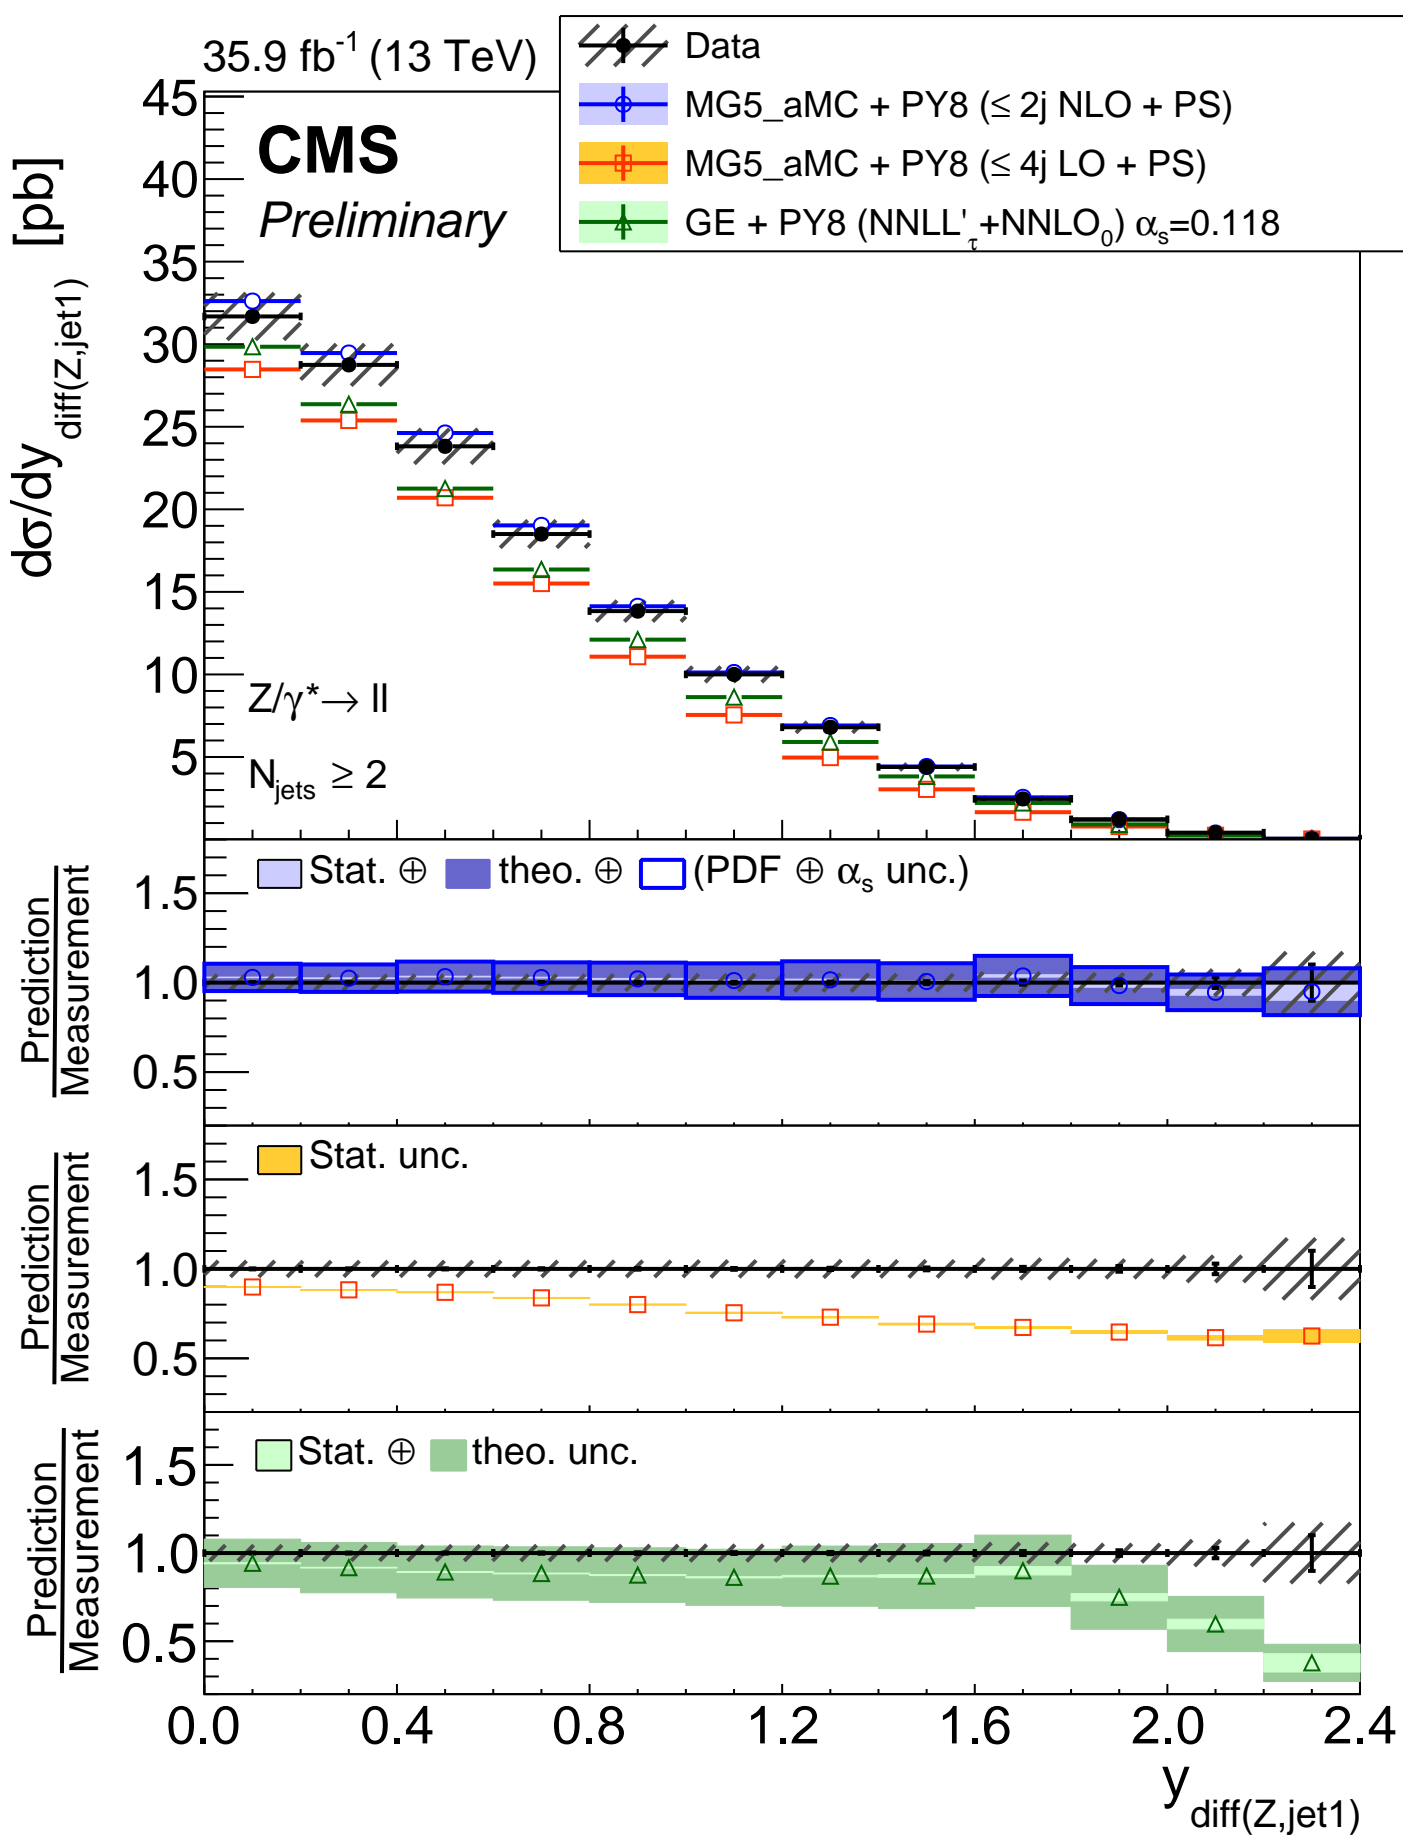 35.9 fb⁻¹ (13 TeV)
Data
MG5_aMC + PY8 (≤ 2j NLO + PS)
MG5_aMC + PY8 (≤ 4j LO + PS)
GE + PY8 (NNLL'τ+NNLO₀) αs=0.118
CMS
Preliminary
dσ/dy diff(Z,jet1) [pb]
45
40
35
30
25
20
15
10
5
Z/γ* → ll
Njets ≥ 2
Prediction
Measurement
Stat. ⊕ theo. ⊕ (PDF ⊕ αs unc.)
1.5
1.0
0.5
Prediction
Measurement
Stat. unc.
1.5
1.0
0.5
Prediction
Measurement
Stat. ⊕ theo. unc.
1.5
1.0
0.5
0.0 0.4 0.8 1.2 1.6 2.0 2.4
y diff(Z,jet1)